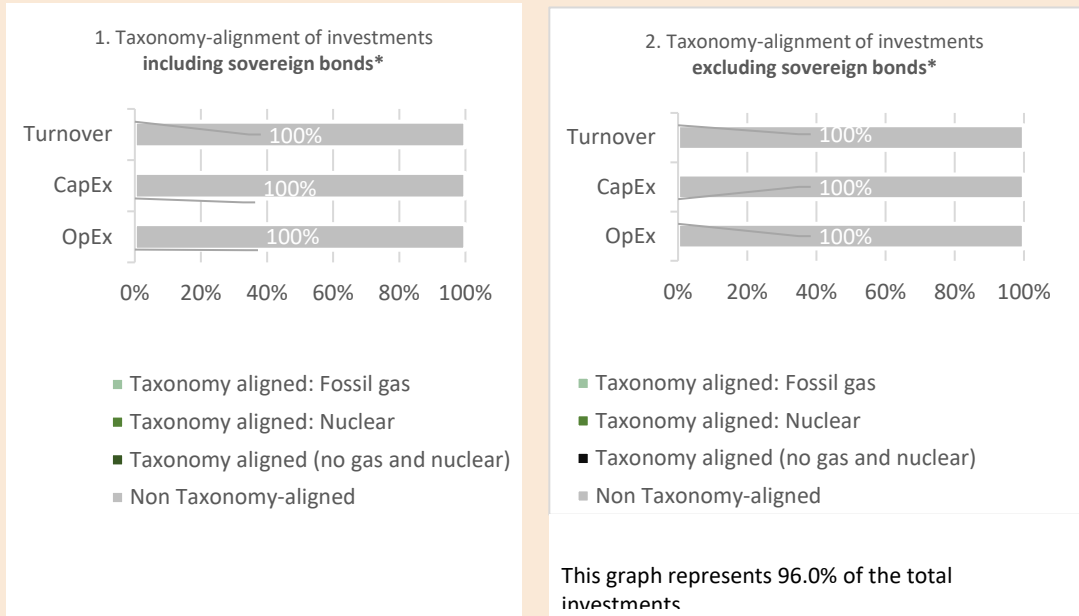 1. Taxonomy-alignment of investments
including sovereign bonds*
Turnover
100%
CapEx
100%
OpEx
100%
0% 20% 40% 60% 80% 100%
■ Taxonomy aligned: Fossil gas
■ Taxonomy aligned: Nuclear
■ Taxonomy aligned (no gas and nuclear)
■ Non Taxonomy-aligned
2. Taxonomy-alignment of investments
excluding sovereign bonds*
Turnover
100%
CapEx
100%
OpEx
100%
0% 20% 40% 60% 80% 100%
■ Taxonomy aligned: Fossil gas
■ Taxonomy aligned: Nuclear
■ Taxonomy aligned (no gas and nuclear)
■ Non Taxonomy-aligned
This graph represents 96.0% of the total
investments